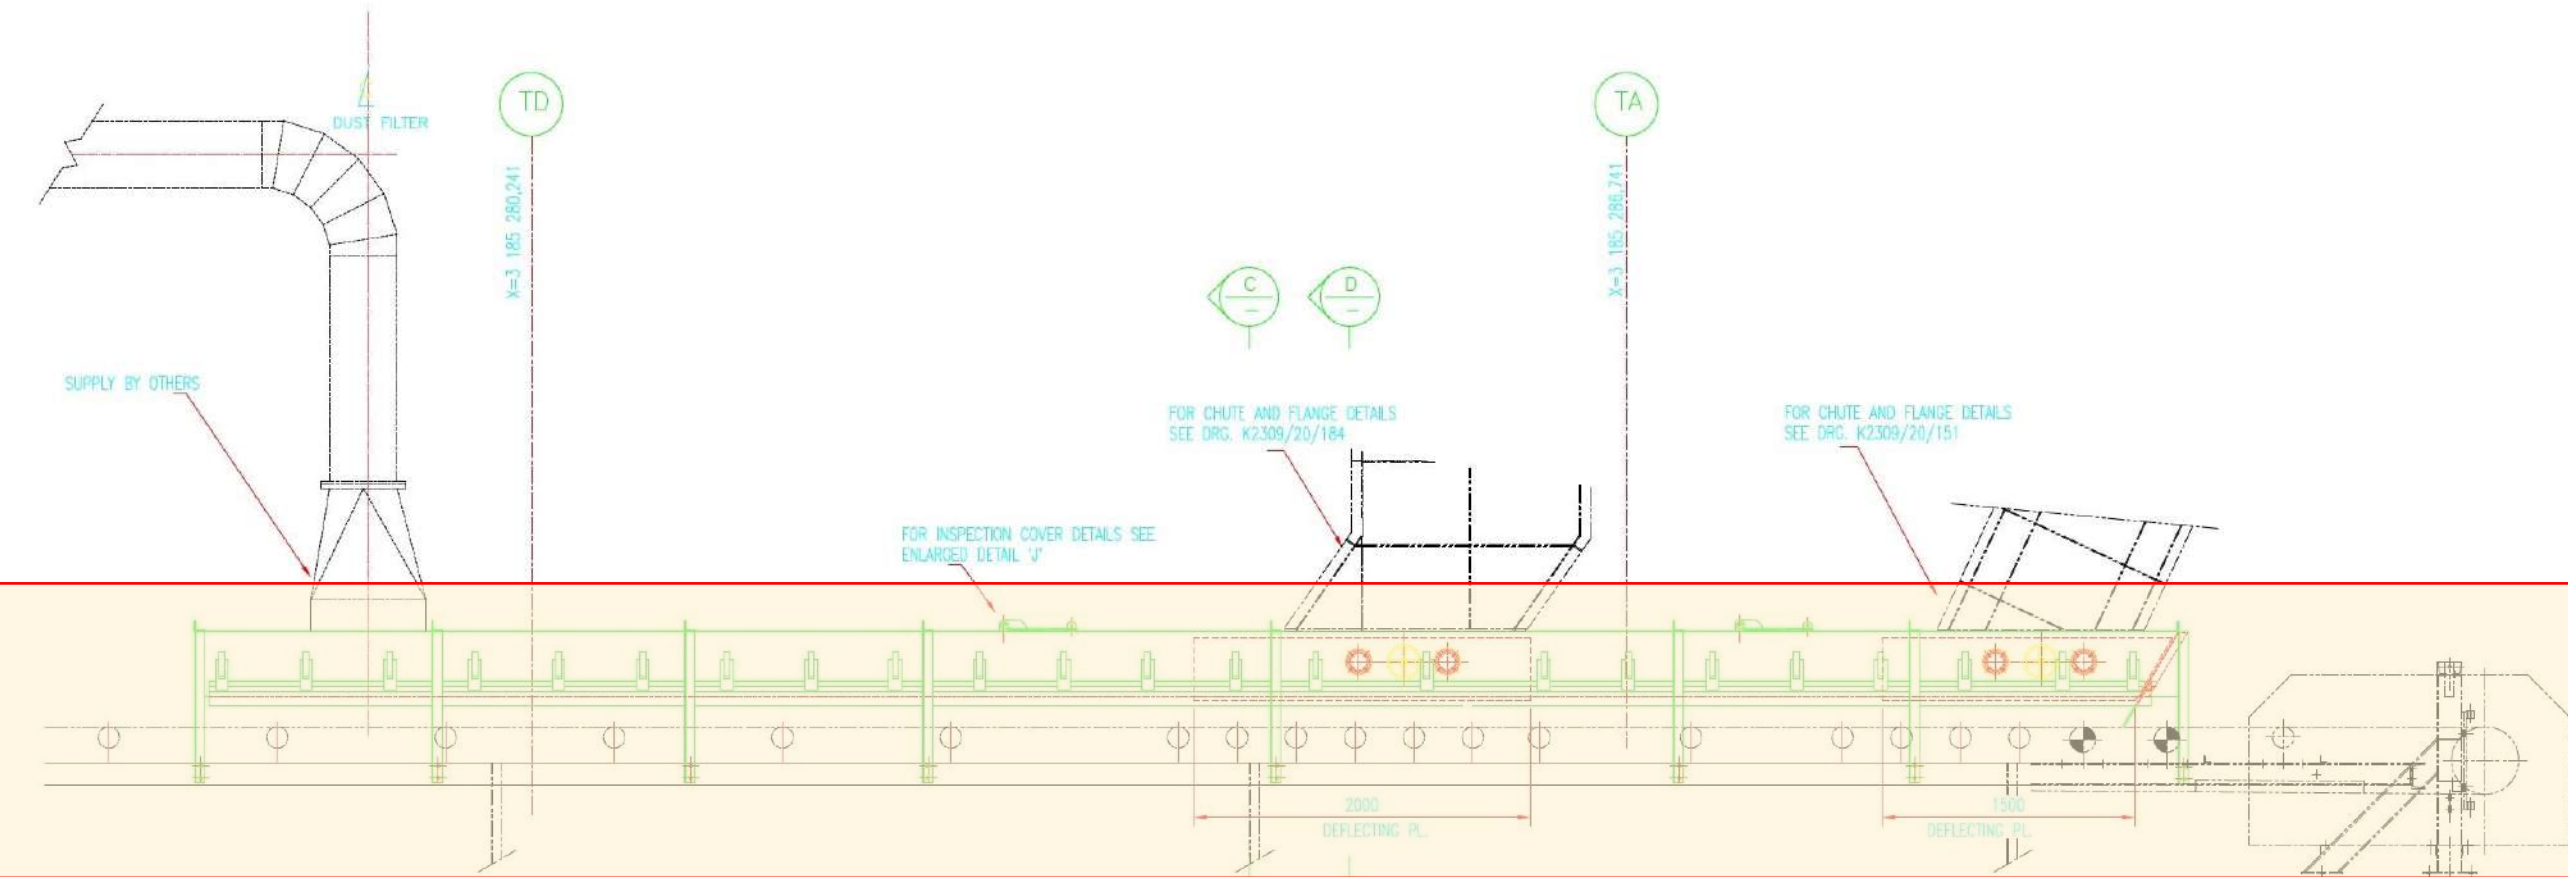 TD
TA
DUST FILTER
X=3 185 280,241
X=3 185 286,741
C
D
SUPPLY BY OTHERS
FOR CHUTE AND FLANGE DETAILS
SEE DRG. K2309/20/184
FOR CHUTE AND FLANGE DETAILS
SEE DRG. K2309/20/151
FOR INSPECTION COVER DETAILS SEE
ENLARGED DETAIL 'J'
2000
DEFLECTING PL.
1500
DEFLECTING PL.